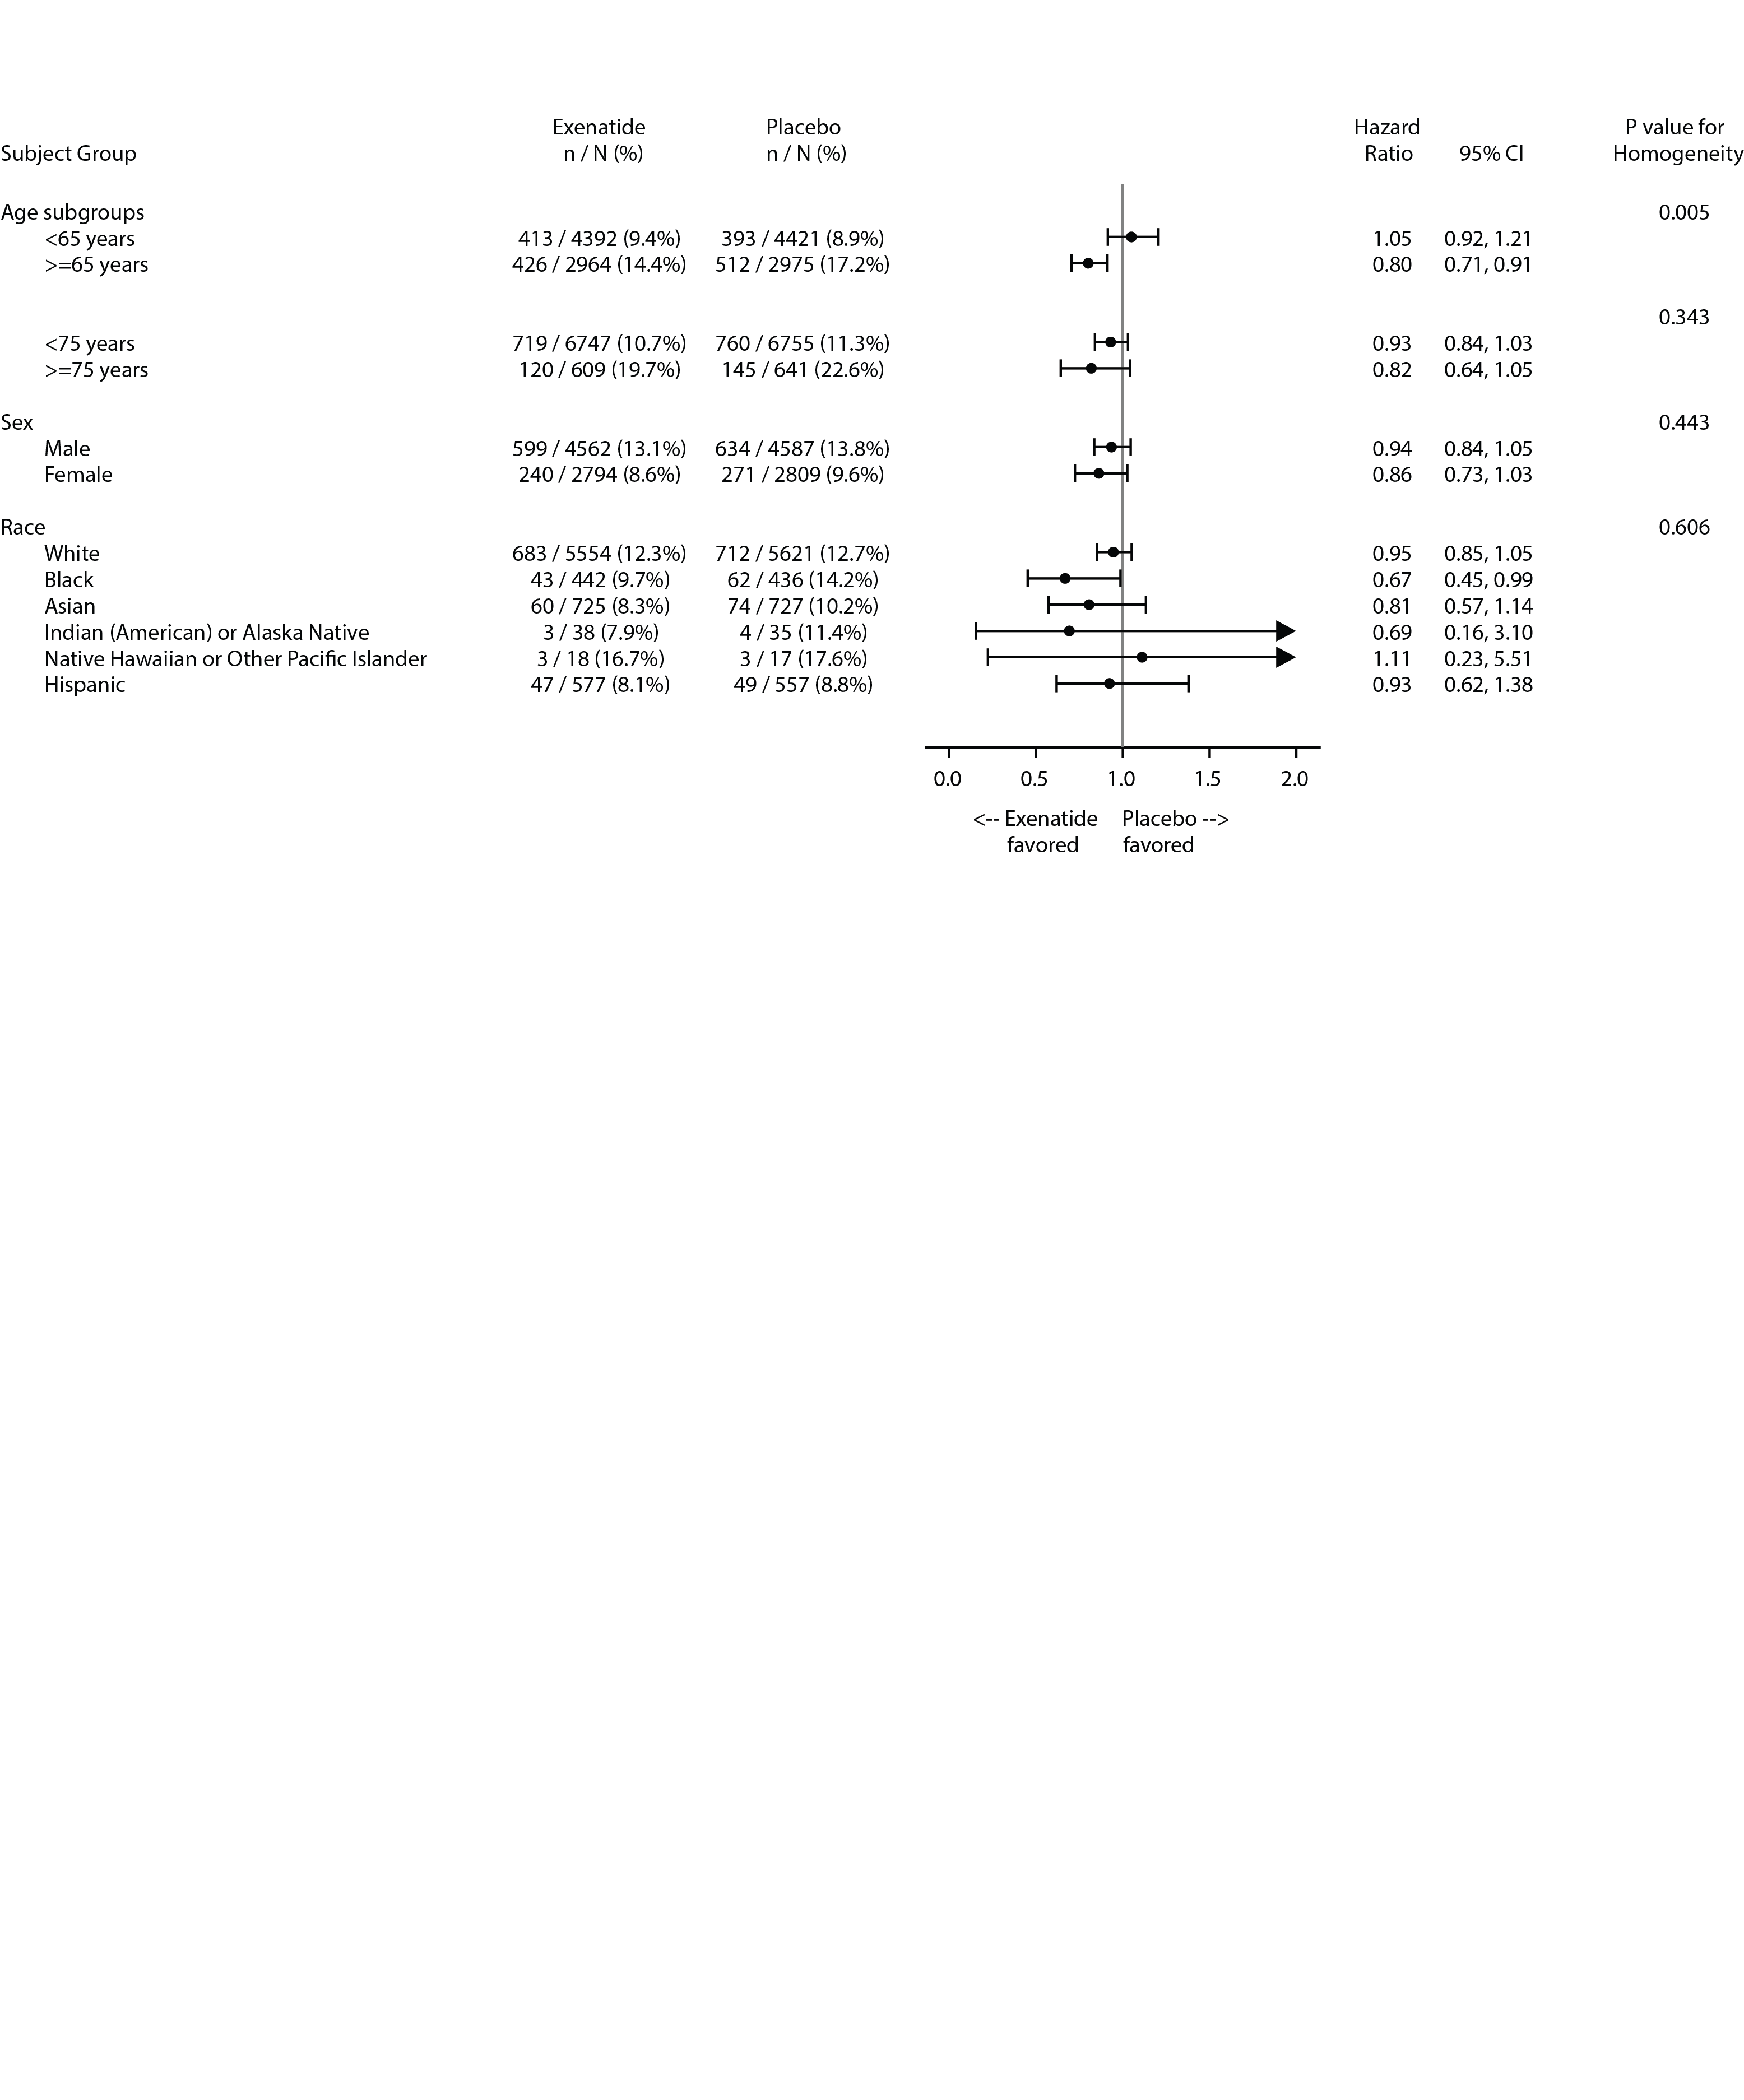 Exenatide Placebo Hazard P value for
Subject Group n / N (%) n / N (%) Ratio 95% CI Homogeneity
Age subgroups 0.005
<65 years 413 / 4392 (9.4%) 393 / 4421 (8.9%) 1.05 0.92, 1.21
>=65 years 426 / 2964 (14.4%) 512 / 2975 (17.2%) 0.80 0.71, 0.91
0.343
<75 years 719 / 6747 (10.7%) 760 / 6755 (11.3%) 0.93 0.84, 1.03
>=75 years 120 / 609 (19.7%) 145 / 641 (22.6%) 0.82 0.64, 1.05
Sex 0.443
Male 599 / 4562 (13.1%) 634 / 4587 (13.8%) 0.94 0.84, 1.05
Female 240 / 2794 (8.6%) 271 / 2809 (9.6%) 0.86 0.73, 1.03
Race 0.606
White 683 / 5554 (12.3%) 712 / 5621 (12.7%) 0.95 0.85, 1.05
Black 43 / 442 (9.7%) 62 / 436 (14.2%) 0.67 0.45, 0.99
Asian 60 / 725 (8.3%) 74 / 727 (10.2%) 0.81 0.57, 1.14
Indian (American) or Alaska Native 3 / 38 (7.9%) 4 / 35 (11.4%) 0.69 0.16, 3.10
Native Hawaiian or Other Pacific Islander 3 / 18 (16.7%) 3 / 17 (17.6%) 1.11 0.23, 5.51
Hispanic 47 / 577 (8.1%) 49 / 557 (8.8%) 0.93 0.62, 1.38
0.0 0.5 1.0 1.5 2.0
<-- Exenatide Placebo -->
favored favored